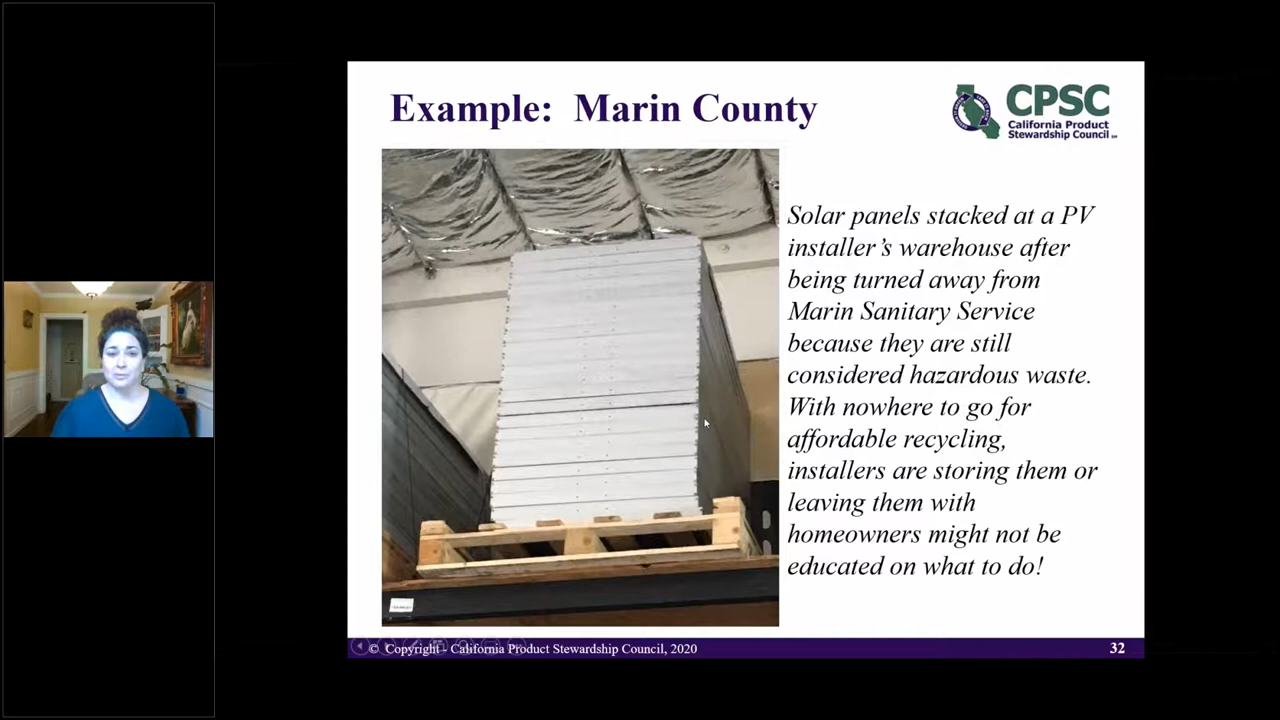 Example: Marin County
CPSC
California Product
Stewardship Council
Solar panels stacked at a PV
installer’s warehouse after
being turned away from
Marin Sanitary Service
because they are still
considered hazardous waste.
With nowhere to go for
affordable recycling,
installers are storing them or
leaving them with
homeowners might not be
educated on what to do!
© Copyright - California Product Stewardship Council, 2020
32